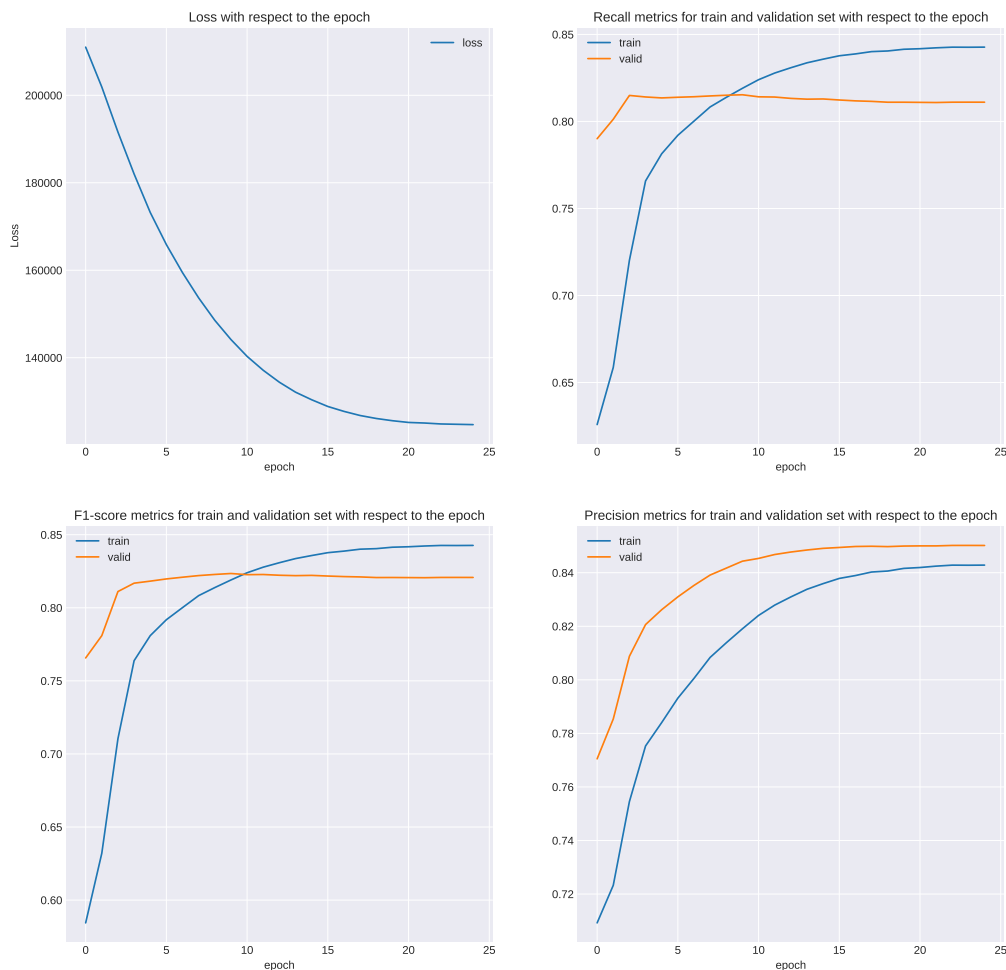 Loss with respect to the epoch
loss
200000
180000
160000
140000
Loss
0 5 10 15 20 25
epoch
Recall metrics for train and validation set with respect to the epoch
train
valid
0.85
0.80
0.75
0.70
0.65
0 5 10 15 20 25
epoch
F1-score metrics for train and validation set with respect to the epoch
train
valid
0.85
0.80
0.75
0.70
0.65
0.60
0 5 10 15 20 25
epoch
Precision metrics for train and validation set with respect to the epoch
train
valid
0.84
0.82
0.80
0.78
0.76
0.74
0.72
0 5 10 15 20 25
epoch